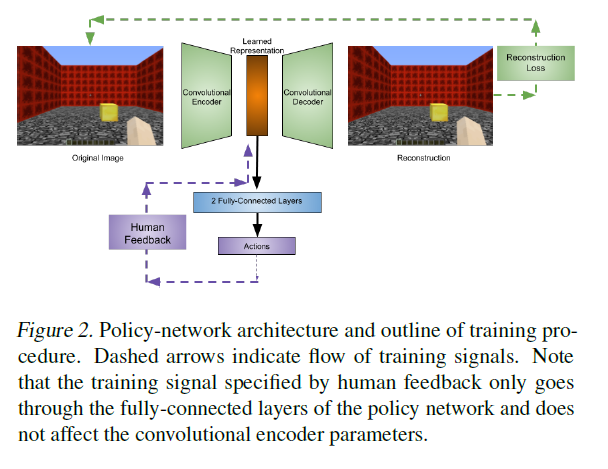 Learned
Representation
Reconstruction
Loss
Convolutional
Encoder
Convolutional
Decoder
Original Image
Reconstruction
2 Fully-Connected Layers
Human
Feedback
Actions
Figure 2. Policy-network architecture and outline of training pro-
cedure. Dashed arrows indicate flow of training signals. Note
that the training signal specified by human feedback only goes
through the fully-connected layers of the policy network and does
not affect the convolutional encoder parameters.